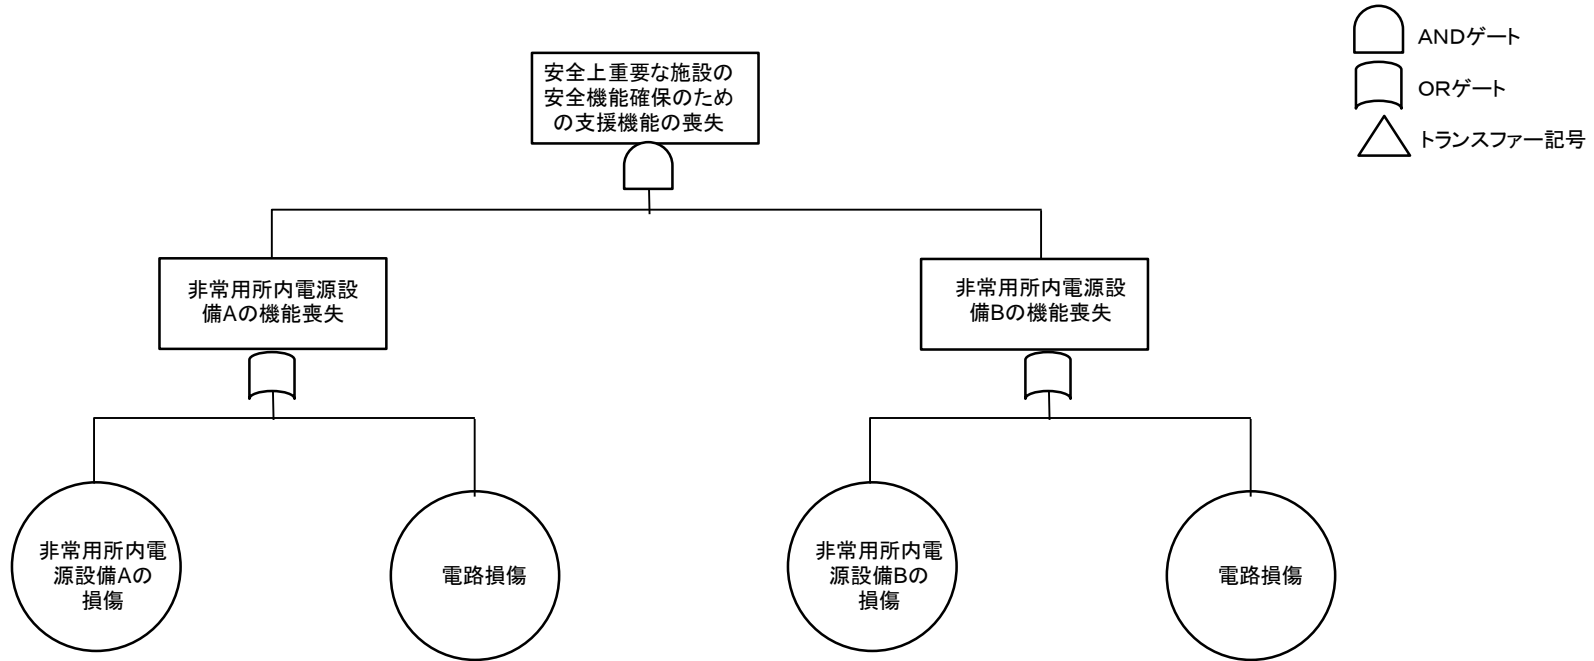 ANDゲート
ORゲート
トランスファー記号
安全上重要な施設の
安全機能確保のため
の支援機能の喪失
非常用所内電源設
備Aの機能喪失
非常用所内電源設
備Bの機能喪失
非常用所内電
源設備Aの
損傷
電路損傷
非常用所内電
源設備Bの
損傷
電路損傷